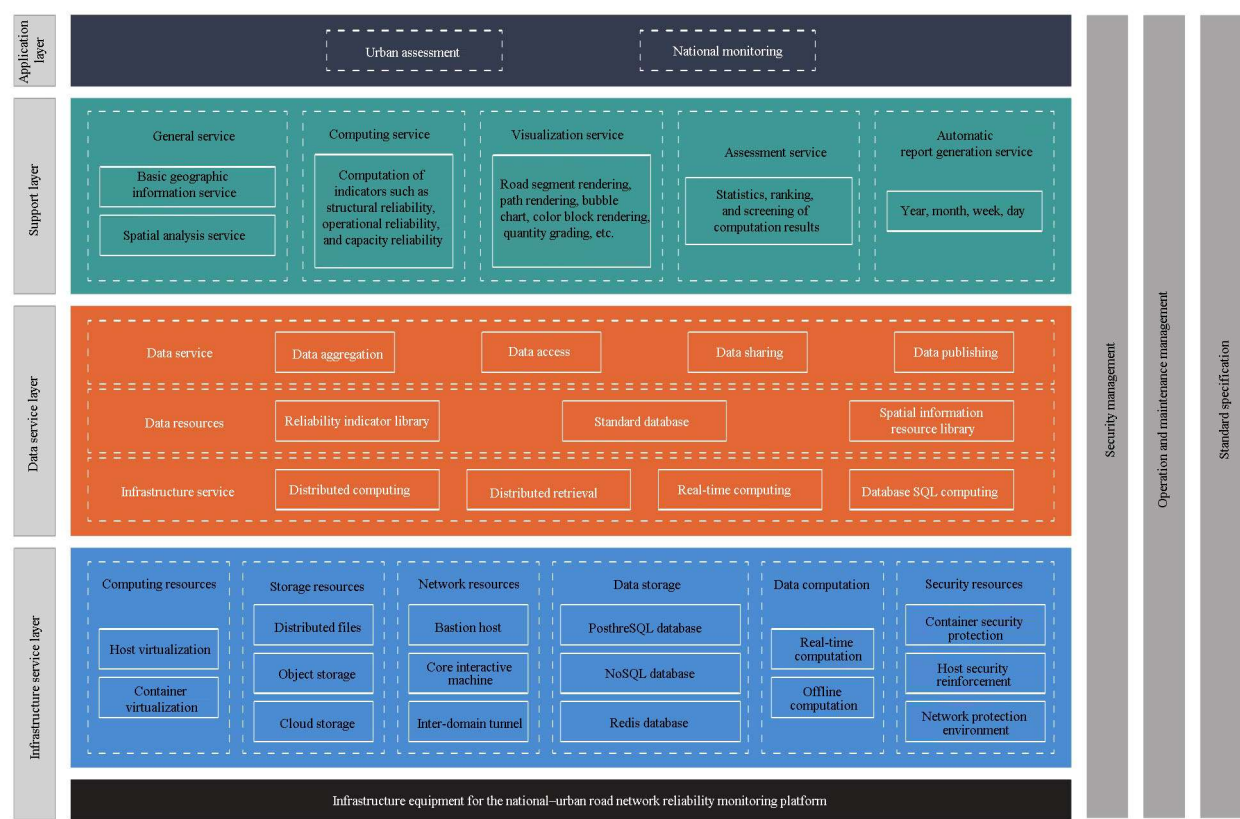 Application
layer
Urban assessment
National monitoring
Support layer
General service
Basic geographic
information service
Spatial analysis service
Computing service
Computation of
indicators such as
structural reliability,
operational reliability,
and capacity reliability
Visualization service
Road segment rendering,
path rendering, bubble
chart, color block rendering,
quantity grading, etc.
Assessment service
Statistics, ranking,
and screening of
computation results
Automatic
report generation service
Year, month, week, day
Data service layer
Data service
Data aggregation
Data access
Data sharing
Data publishing
Data resources
Reliability indicator library
Standard database
Spatial information
resource library
Infrastructure service
Distributed computing
Distributed retrieval
Real-time computing
Database SQL computing
Infrastructure service layer
Computing resources
Host virtualization
Container
virtualization
Storage resources
Distributed files
Object storage
Cloud storage
Network resources
Bastion host
Core interactive
machine
Inter-domain tunnel
Data storage
PosthreSQL database
NoSQL database
Redis database
Data computation
Real-time
computation
Offline
computation
Security resources
Container security
protection
Host security
reinforcement
Network protection
environment
Infrastructure equipment for the national–urban road network reliability monitoring platform
Security management
Operation and maintenance management
Standard specification